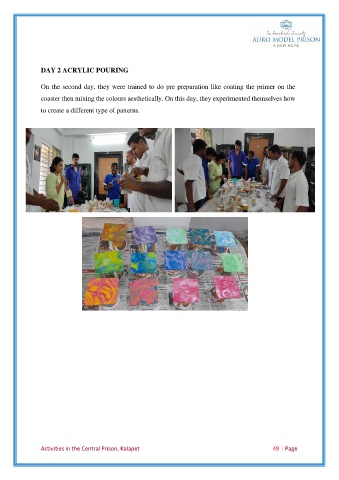 Sri Aurobindo Society
AURO MODEL PRISON
A NEW HOPE
DAY 2 ACRYLIC POURING
On the second day, they were trained to do pre preparation like coating the primer on the
coaster then mixing the colours aesthetically. On this day, they experimented themselves how
to create a different type of patterns.
Activities in the Central Prison, Kalapet
49 | Page